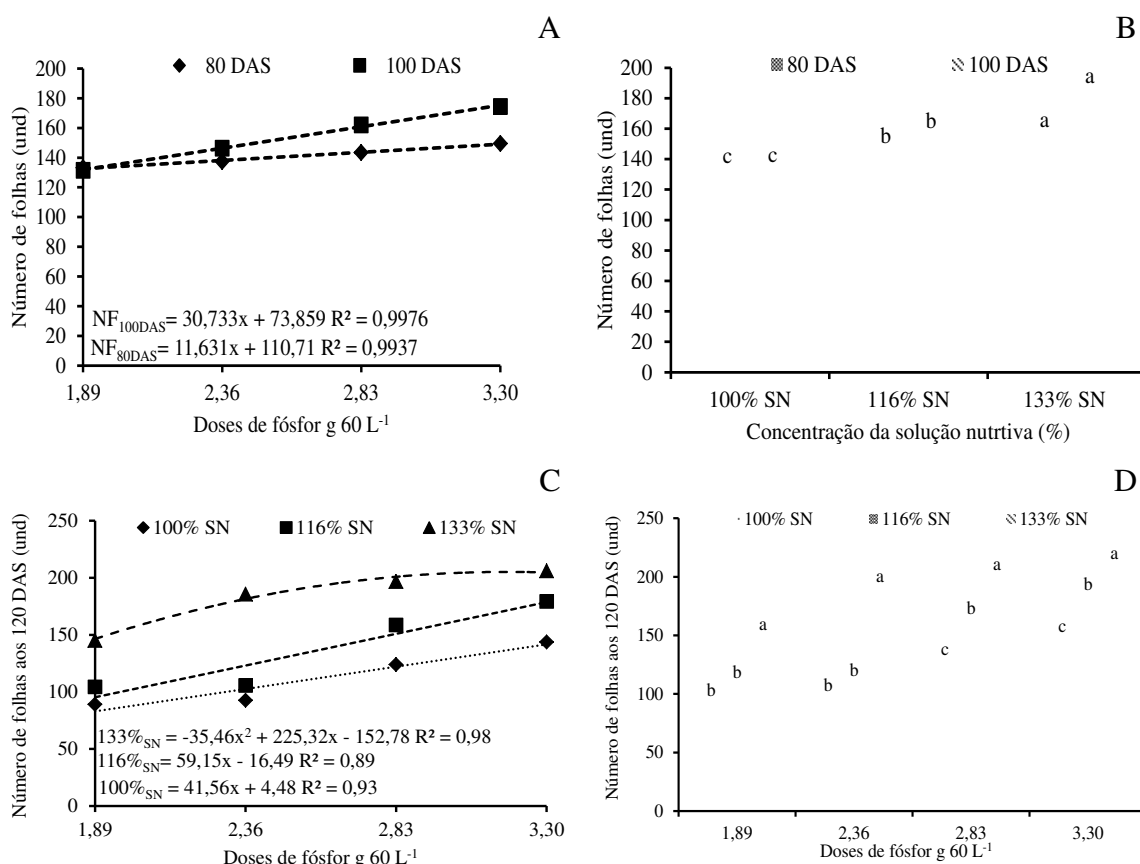 A
80 DAS 100 DAS
Número de folhas (und)
200
180
160
140
120
100
80
60
40
20
0
NF100DAS= 30,733x + 73,859 R² = 0,9976
NF80DAS= 11,631x + 110,71 R² = 0,9937
1,89 2,36 2,83 3,30
Doses de fósfor g 60 L-1
B
80 DAS 100 DAS
Número de folhas (und)
200
180
160
140
120
100
80
60
40
20
0
c c b b a a
100% SN 116% SN 133% SN
Concentração da solução nutrtiva (%)
C
100% SN 116% SN 133% SN
Número de folhas aos 120 DAS (und)
250
200
150
100
50
0
133%SN = -35,46x² + 225,32x - 152,78 R² = 0,98
116%SN= 59,15x - 16,49 R² = 0,89
100%SN = 41,56x + 4,48 R² = 0,93
1,89 2,36 2,83 3,30
Doses de fósfor g 60 L-1
D
100% SN 116% SN 133% SN
Número de folhas aos 120 DAS (und)
250
200
150
100
50
0
b b a b b a c b a c b a
1,89 2,36 2,83 3,30
Doses de fósfor g 60 L-1